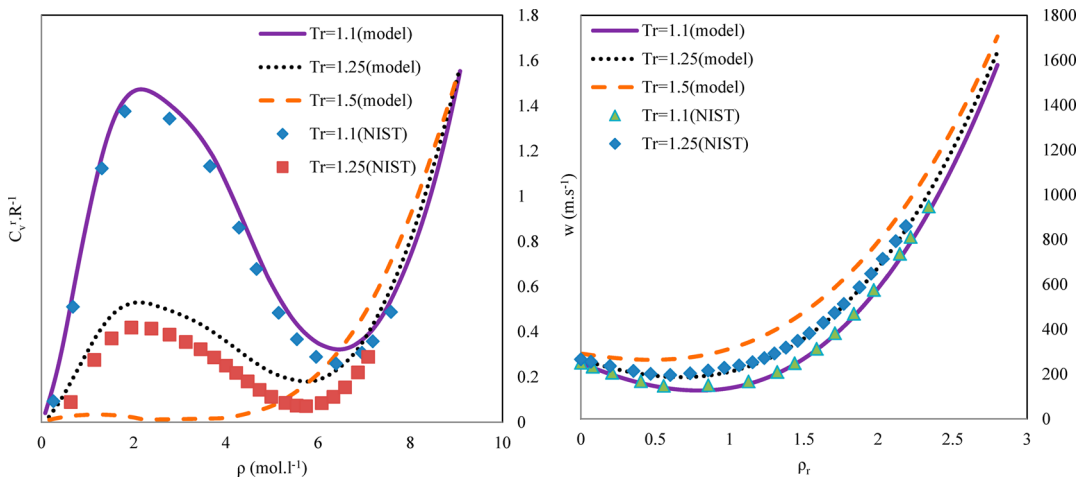 1.8
1.6
1.4
1.2
1
0.8
0.6
0.4
0.2
0
Tr=1.1(model)
Tr=1.25(model)
Tr=1.5(model)
Tr=1.1(NIST)
Tr=1.25(NIST)
Cᵥʳ.R⁻¹
0 2 4 6 8 10
ρ (mol.l⁻¹)
1800
1600
1400
1200
1000
800
600
400
200
0
Tr=1.1(model)
Tr=1.25(model)
Tr=1.5(model)
Tr=1.1(NIST)
Tr=1.25(NIST)
w (m.s⁻¹)
0 0.5 1 1.5 2 2.5 3
ρᵣ